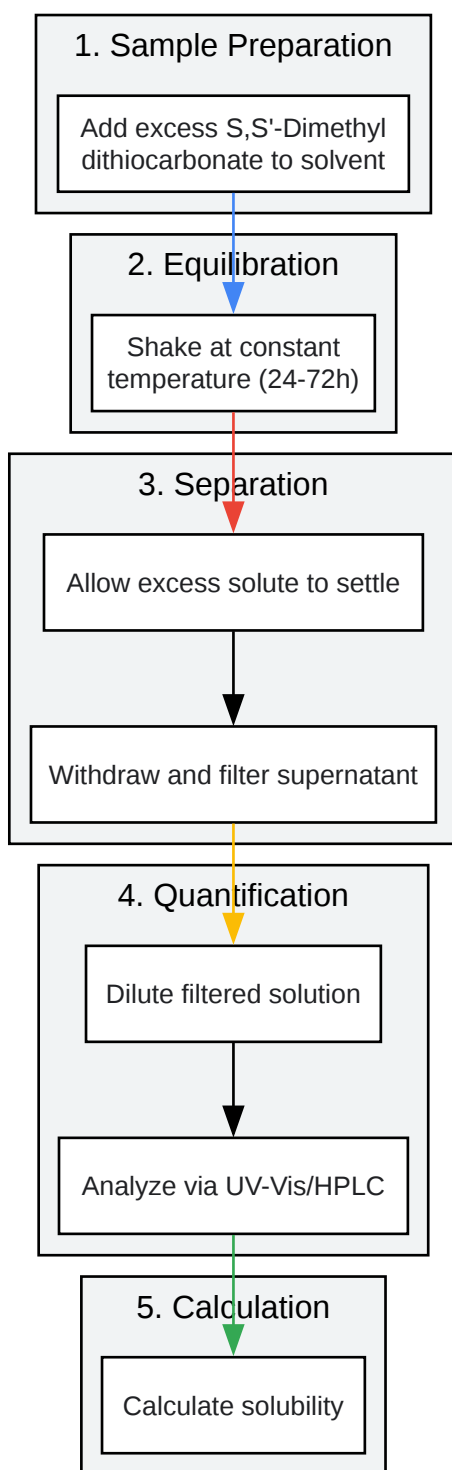 1. Sample Preparation
Add excess S,S'-Dimethyl
dithiocarbonate to solvent
2. Equilibration
Shake at constant
temperature (24-72h)
3. Separation
Allow excess solute to settle
Withdraw and filter supernatant
4. Quantification
Dilute filtered solution
Analyze via UV-Vis/HPLC
5. Calculation
Calculate solubility